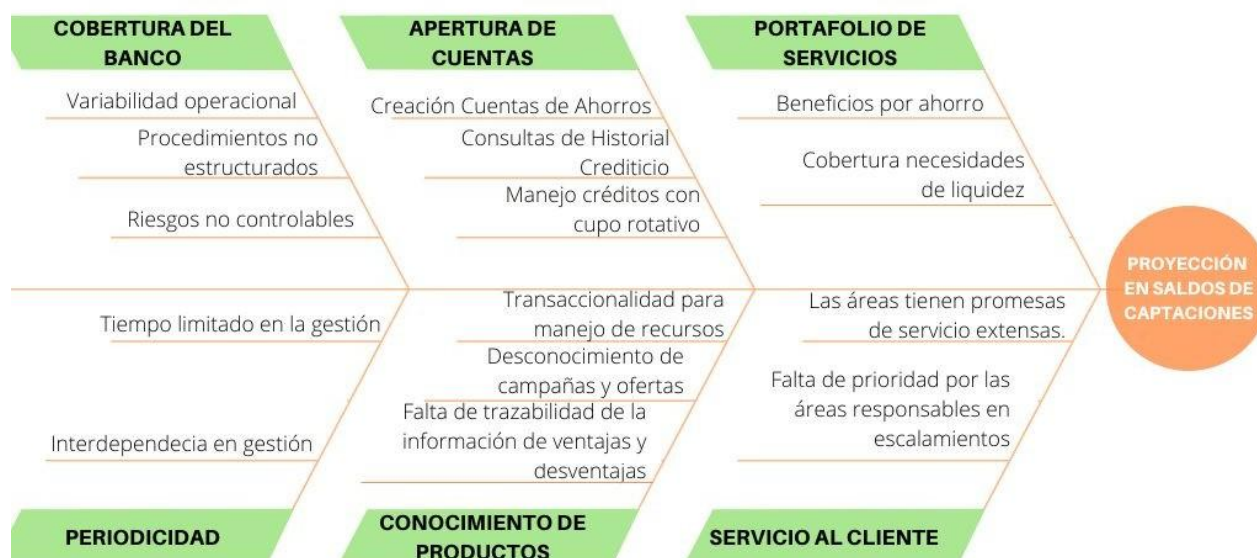 COBERTURA DEL
BANCO
APERTURA DE
CUENTAS
PORTAFOLIO DE
SERVICIOS
Variabilidad operacional
Procedimientos no
estructurados
Riesgos no controlables
Creación Cuentas de Ahorros
Consultas de Historial
Crediticio
Manejo créditos con
cupo rotativo
Beneficios por ahorro
Cobertura necesidades
de liquidez
PROYECCIÓN
EN SALDOS DE
CAPTACIONES
Tiempo limitado en la gestión
Interdependecia en gestión
Transaccionalidad para
manejo de recursos
Desconocimiento de
campañas y ofertas
Falta de trazabilidad de la
información de ventajas y
desventajas
Las áreas tienen promesas
de servicio extensas.
Falta de prioridad por las
áreas responsables en
escalamientos
PERIODICIDAD
CONOCIMIENTO DE
PRODUCTOS
SERVICIO AL CLIENTE